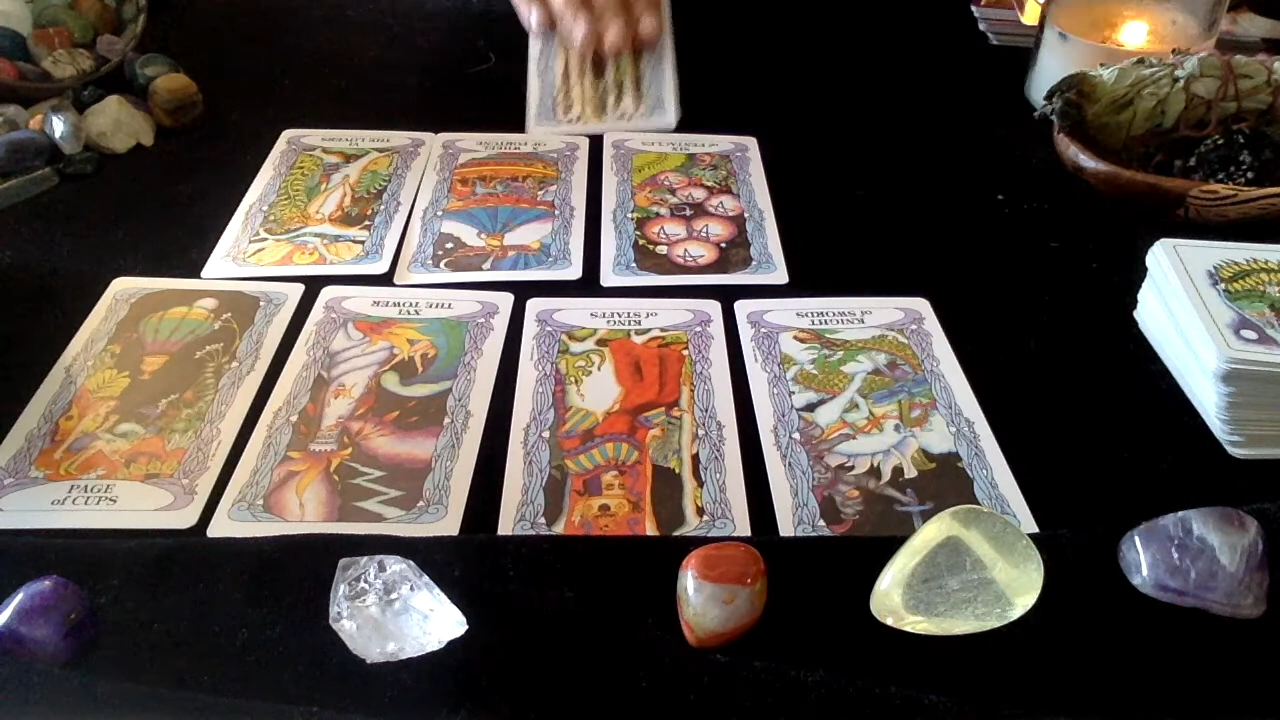 VI
THE LOVERS
X WHEEL
OF FORTUNE
SIX
of PENTACLES
PAGE
of CUPS
XVI
THE TOWER
KING
of STAFFS
KNIGHT
of SWORDS